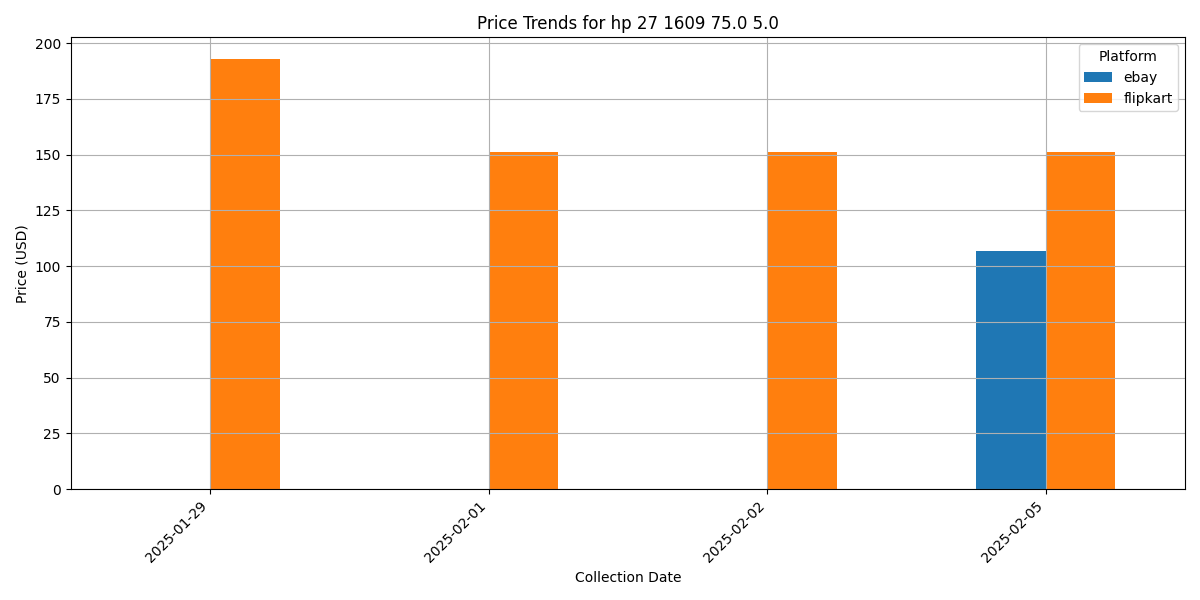 Price Trends for hp 27 1609 75.0 5.0
Platform
ebay
flipkart
Price (USD)
200
175
150
125
100
75
50
25
0
2025-01-29
2025-02-01
2025-02-02
2025-02-05
Collection Date